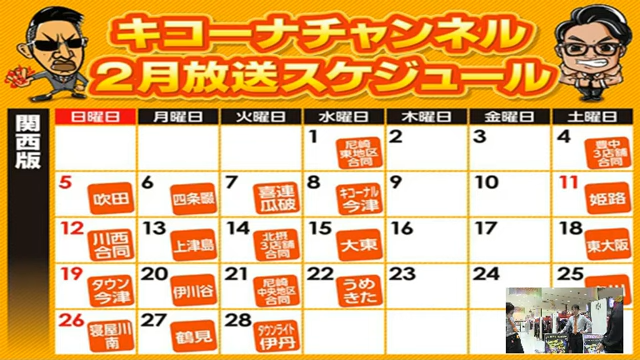 キコーナチャンネル
2月放送スケジュール
関西版
日曜日 月曜日 火曜日 水曜日 木曜日 金曜日 土曜日
1 尼崎東地区合同 2 3 4 豊中3店舗合同
5 吹田 6 四条畷 7 喜連瓜破 8 キコーナル今津 9 10 11 姫路
12 川西合同 13 上津島 14 北摂3店舗合同 15 大東 16 17 18 東大阪
19 タウン今津 20 伊川谷 21 尼崎中央地区合同 22 うめきた 23 24 25
26 寝屋川南 27 鶴見 28 タウンライト伊丹